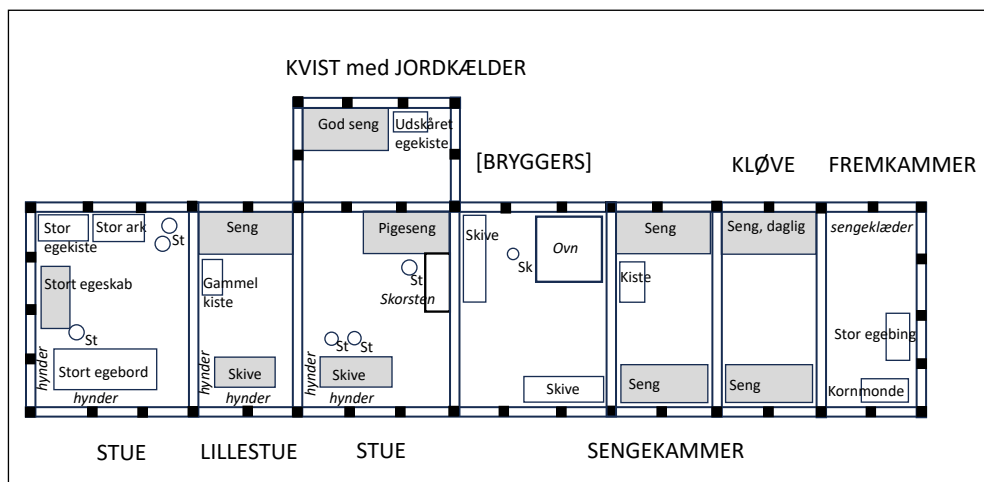 KVIST med JORDKÆLDER
God seng
Udskåret
egekiste
[BRYGGERS]
KLØVE
FREMKAMMER
Stor
egekiste
Stor ark
St
Stort egeskab
St
hynder
Stort egebord
hynder
Seng
Gammel
kiste
hynder
Skive
hynder
Pigeseng
St
Skorsten
St
St
hynder
Skive
hynder
Skive
Sk
Ovn
Skive
Seng
Kiste
Seng
Seng, daglig
Seng
sengeklæder
Stor egebing
Kornmonde
STUE
LILLESTUE
STUE
SENGEKAMMER